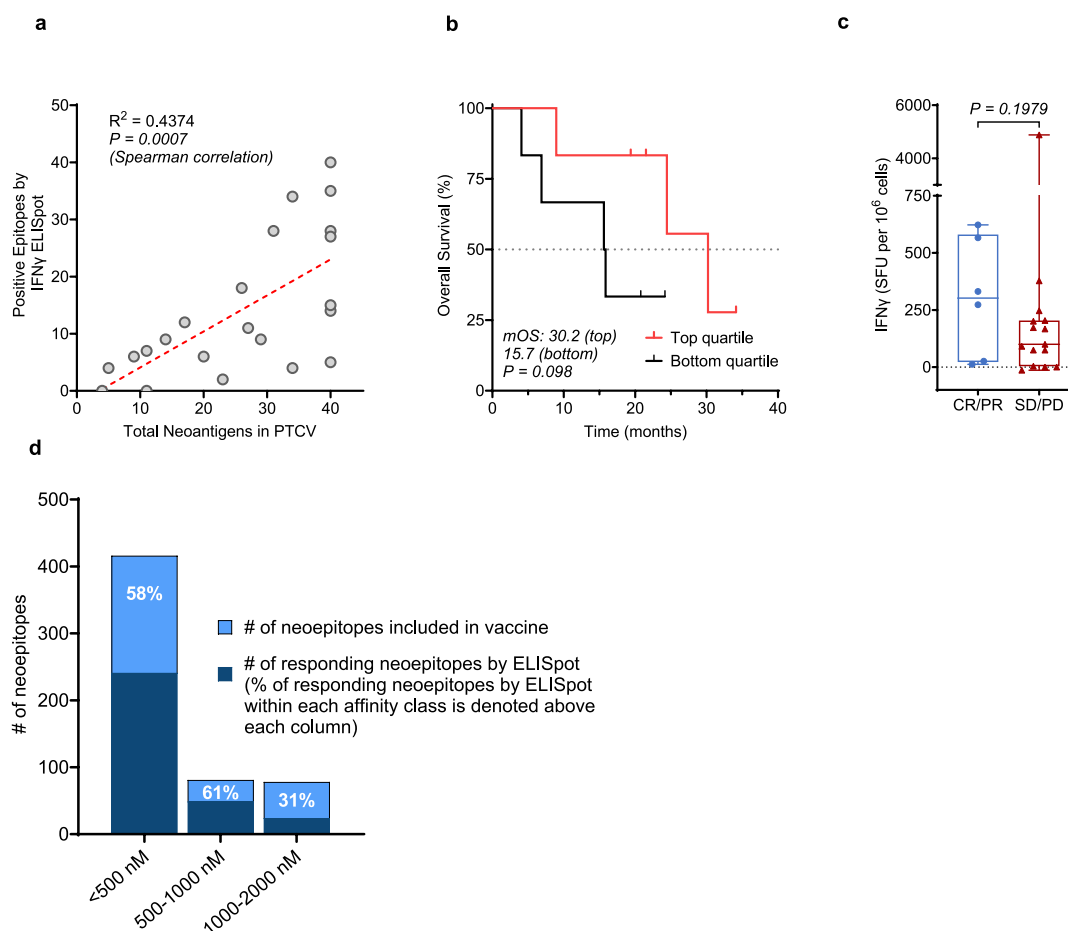 a
50
40
30
20
10
0
Positive Epitopes by
IFNγ ELISpot
R² = 0.4374
P = 0.0007
(Spearman correlation)
0
10
20
30
40
Total Neoantigens in PTCV
b
100
75
50
25
0
Overall Survival (%)
mOS: 30.2 (top)
15.7 (bottom)
P = 0.098
Top quartile
Bottom quartile
0
10
20
30
40
Time (months)
c
6000
4000
750
500
250
0
IFNγ (SFU per 10⁶ cells)
P = 0.1979
CR/PR
SD/PD
d
500
400
300
200
100
0
# of neoepitopes
58%
61%
31%
# of neoepitopes included in vaccine
# of responding neoepitopes by ELISpot
(% of responding neoepitopes by ELISpot
within each affinity class is denoted above
each column)
<500 nM
500-1000 nM
1000-2000 nM